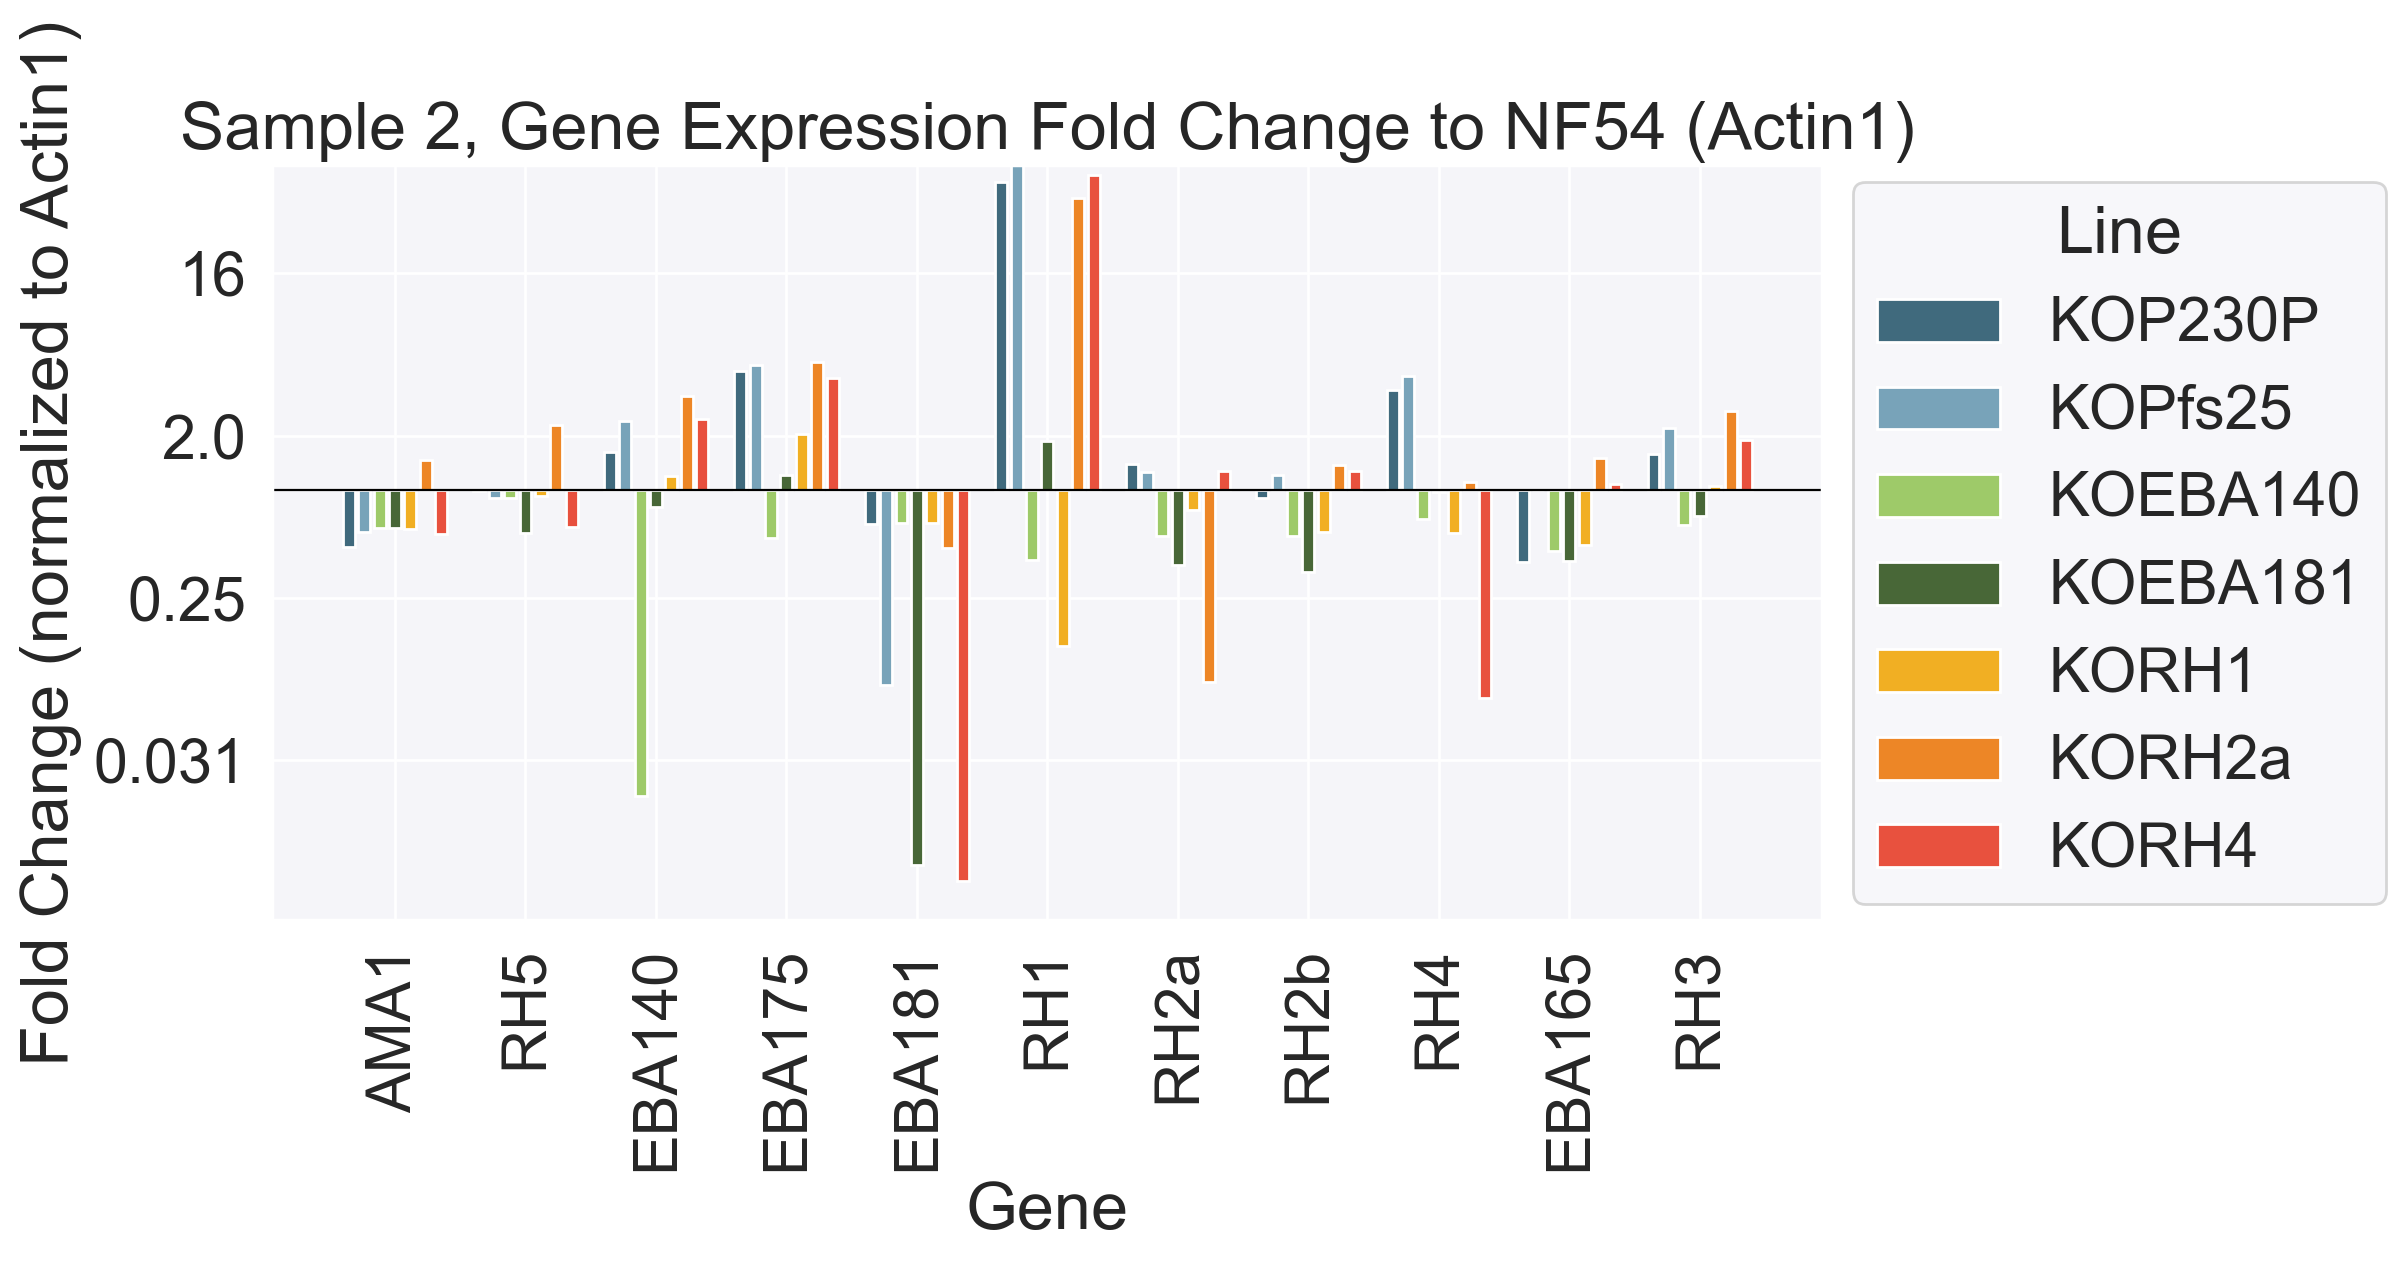 Sample 2, Gene Expression Fold Change to NF54 (Actin1)
Fold Change (normalized to Actin1)
16
2.0
0.25
0.031
AMA1
RH5
EBA140
EBA175
EBA181
RH1
RH2a
RH2b
RH4
EBA165
RH3
Gene
Line
KOP230P
KOPfs25
KOEBA140
KOEBA181
KORH1
KORH2a
KORH4